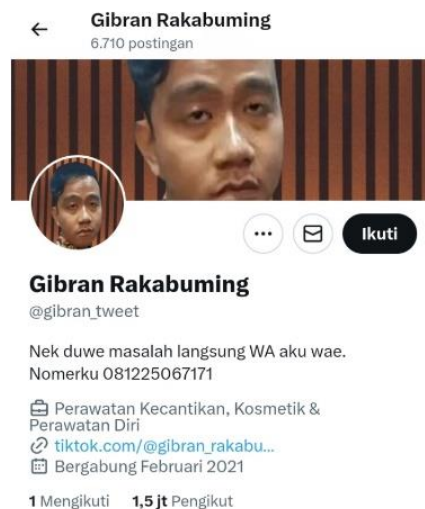 Gibran Rakabuming
6.710 postingan
Ikuti
Gibran Rakabuming
@gibran_tweet
Nek duwe masalah langsung WA aku wae.
Nomerku 081225067171
Perawatan Kecantikan, Kosmetik &
Perawatan Diri
tiktok.com/@gibran_rakabu...
Bergabung Februari 2021
1 Mengikuti 1,5 jt Pengikut